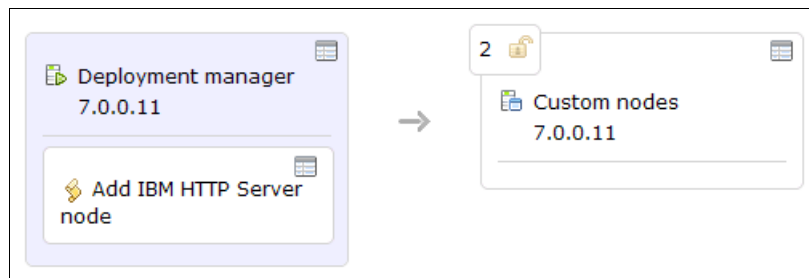 Deployment manager
7.0.0.11
Add IBM HTTP Server
node
2
Custom nodes
7.0.0.11